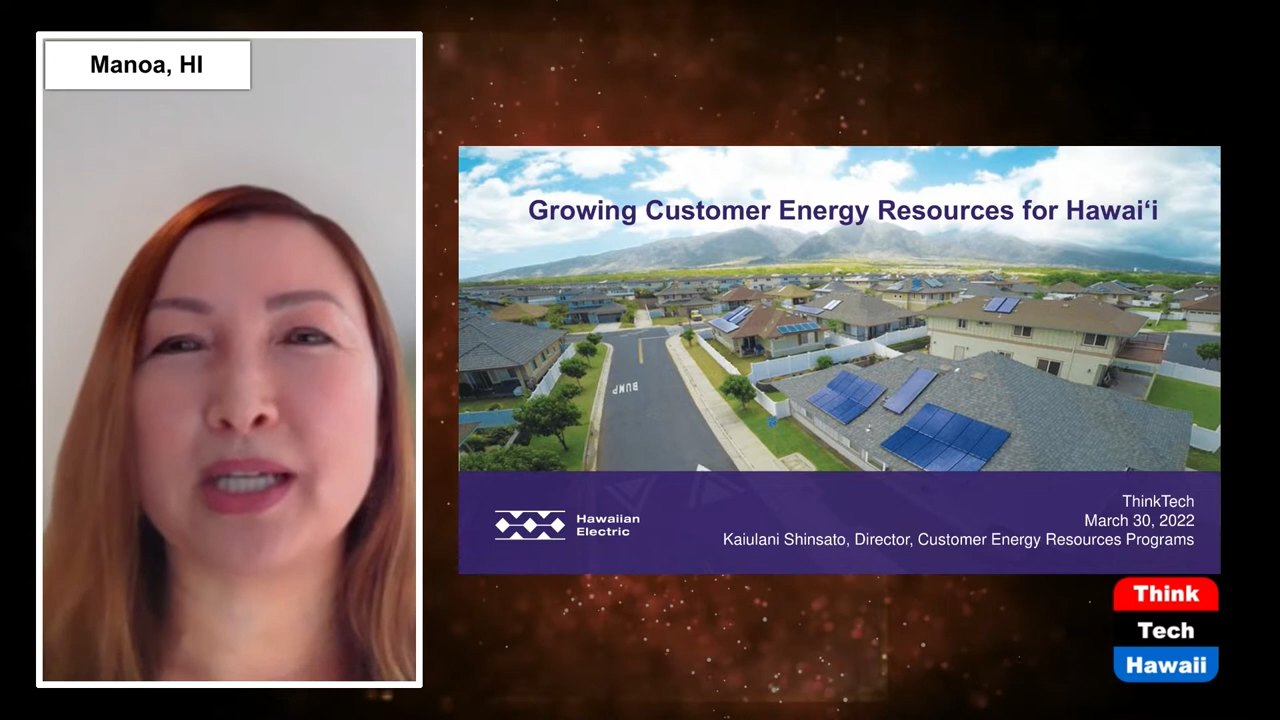 Manoa, HI
Growing Customer Energy Resources for Hawaiʻi
BUMP
Hawaiian
Electric
ThinkTech
March 30, 2022
Kaiulani Shinsato, Director, Customer Energy Resources Programs
Think
Tech
Hawaii